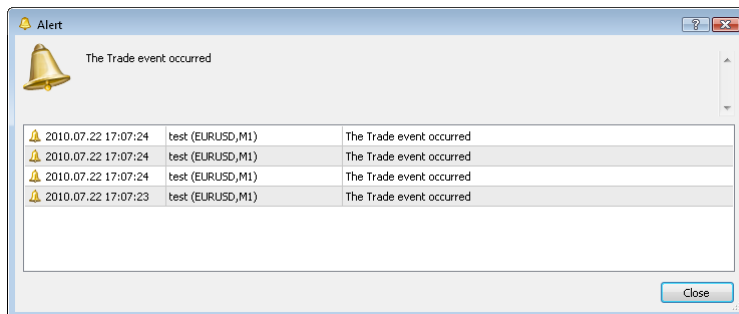 Alert
The Trade event occurred
2010.07.22 17:07:24 test (EURUSD,M1) The Trade event occurred
2010.07.22 17:07:24 test (EURUSD,M1) The Trade event occurred
2010.07.22 17:07:24 test (EURUSD,M1) The Trade event occurred
2010.07.22 17:07:23 test (EURUSD,M1) The Trade event occurred
Close